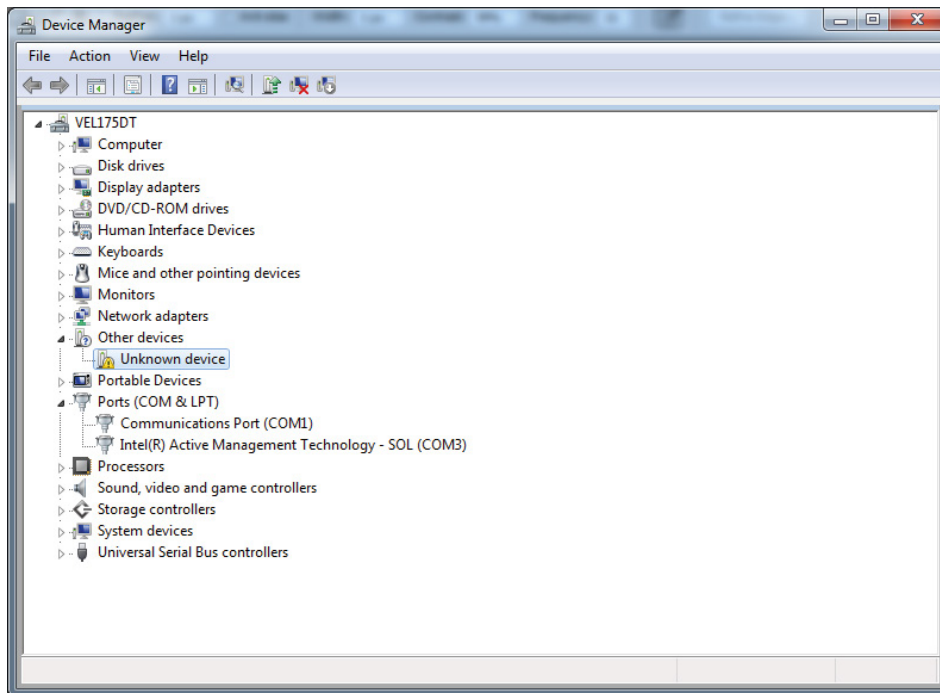 Device Manager
File Action View Help
VEL175DT
Computer
Disk drives
Display adapters
DVD/CD-ROM drives
Human Interface Devices
Keyboards
Mice and other pointing devices
Monitors
Network adapters
Other devices
Unknown device
Portable Devices
Ports (COM & LPT)
Communications Port (COM1)
Intel(R) Active Management Technology - SOL (COM3)
Processors
Sound, video and game controllers
Storage controllers
System devices
Universal Serial Bus controllers